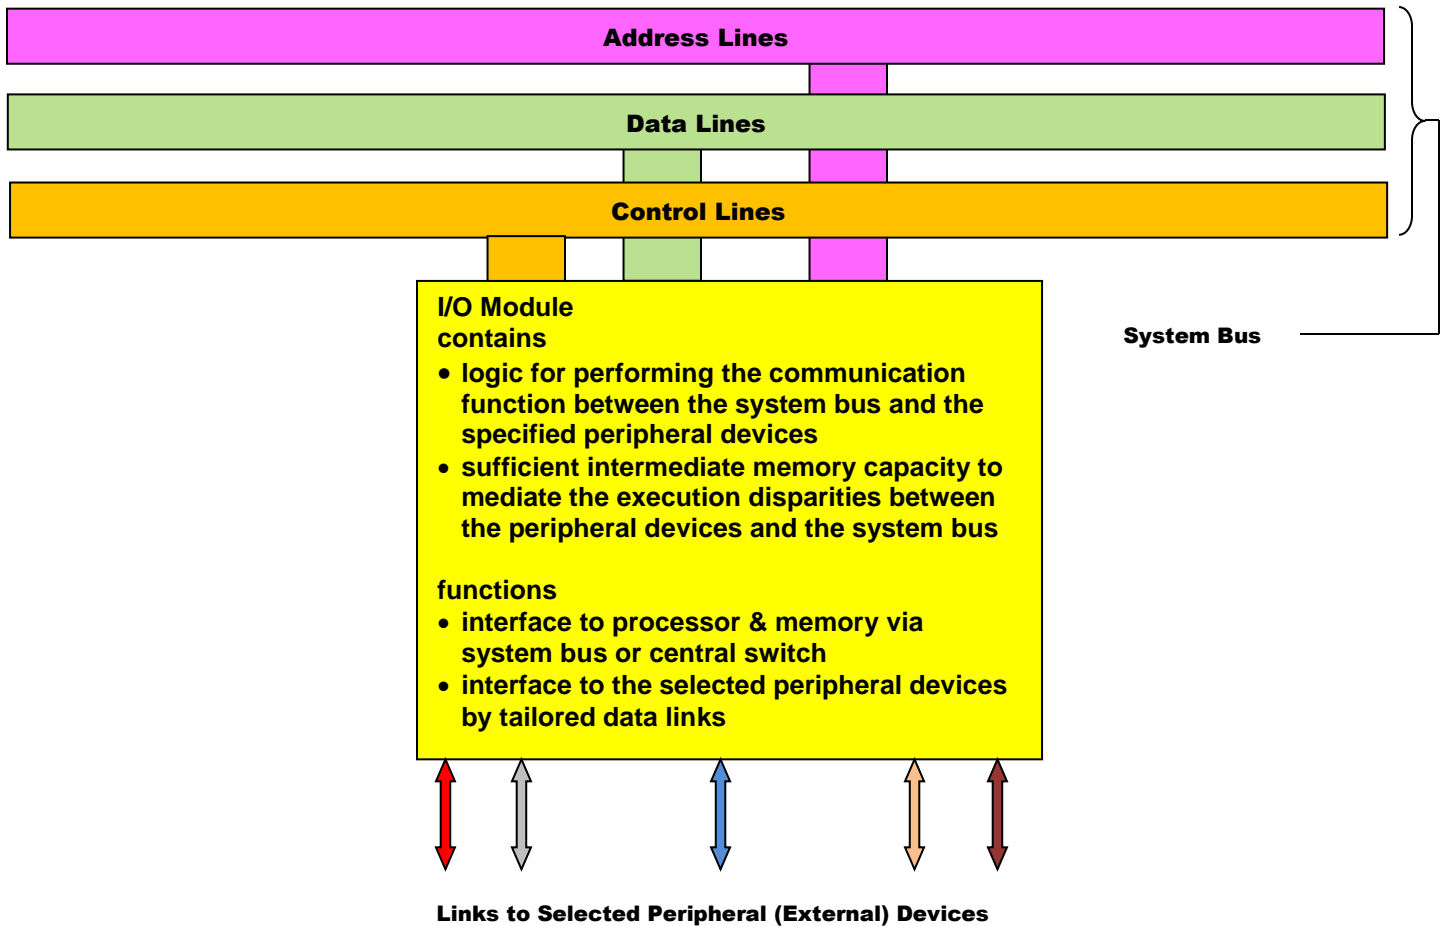 Address Lines
Data Lines
Control Lines
I/O Module
contains
• logic for performing the communication
function between the system bus and the
specified peripheral devices
• sufficient intermediate memory capacity to
mediate the execution disparities between
the peripheral devices and the system bus
functions
• interface to processor & memory via
system bus or central switch
• interface to the selected peripheral devices
by tailored data links
System Bus
Links to Selected Peripheral (External) Devices